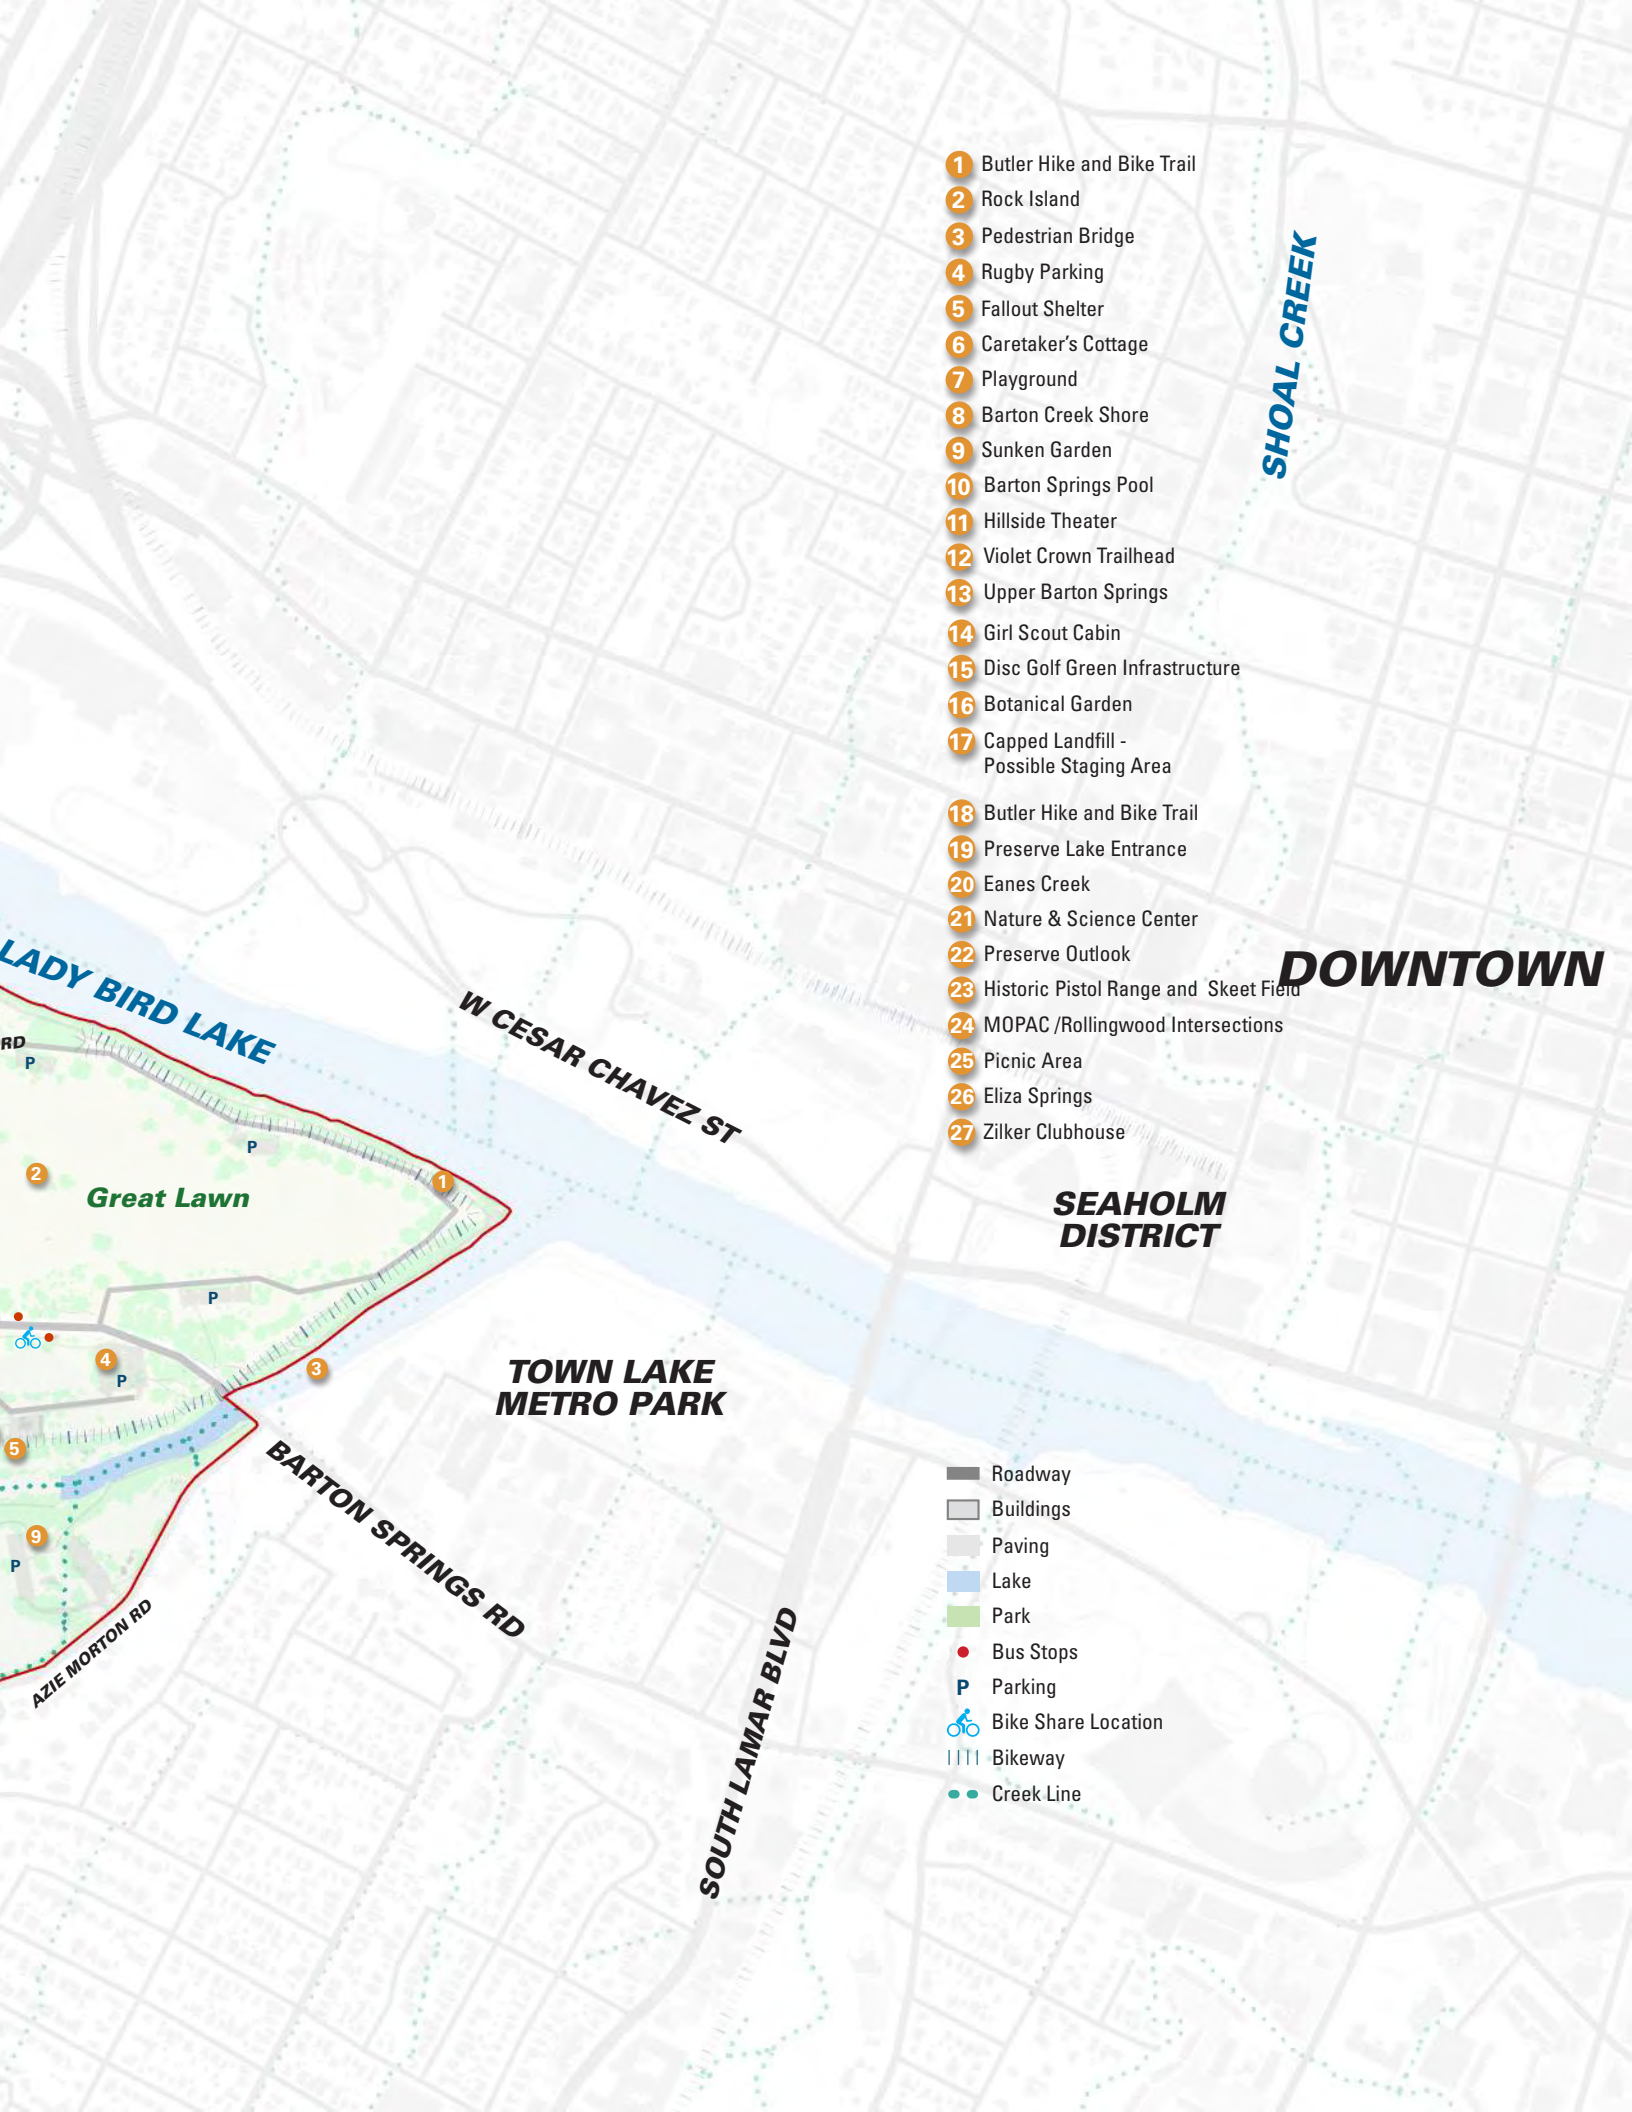 1 Butler Hike and Bike Trail
2 Rock Island
3 Pedestrian Bridge
4 Rugby Parking
5 Fallout Shelter
6 Caretaker’s Cottage
7 Playground
8 Barton Creek Shore
9 Sunken Garden
10 Barton Springs Pool
11 Hillside Theater
12 Violet Crown Trailhead
13 Upper Barton Springs
14 Girl Scout Cabin
15 Disc Golf Green Infrastructure
16 Botanical Garden
17 Capped Landfill -
Possible Staging Area
18 Butler Hike and Bike Trail
19 Preserve Lake Entrance
20 Eanes Creek
21 Nature & Science Center
22 Preserve Outlook
23 Historic Pistol Range and Skeet Field
24 MOPAC /Rollingwood Intersections
25 Picnic Area
26 Eliza Springs
27 Zilker Clubhouse
SHOAL CREEK
DOWNTOWN
LADY BIRD LAKE
W CESAR CHAVEZ ST
RD
P
P
1
2
Great Lawn
SEAHOLM
DISTRICT
P
4
P
3
TOWN LAKE
METRO PARK
5
9
P
BARTON SPRINGS RD
AZIE MORTON RD
SOUTH LAMAR BLVD
Roadway
Buildings
Paving
Lake
Park
Bus Stops
P Parking
Bike Share Location
Bikeway
Creek Line